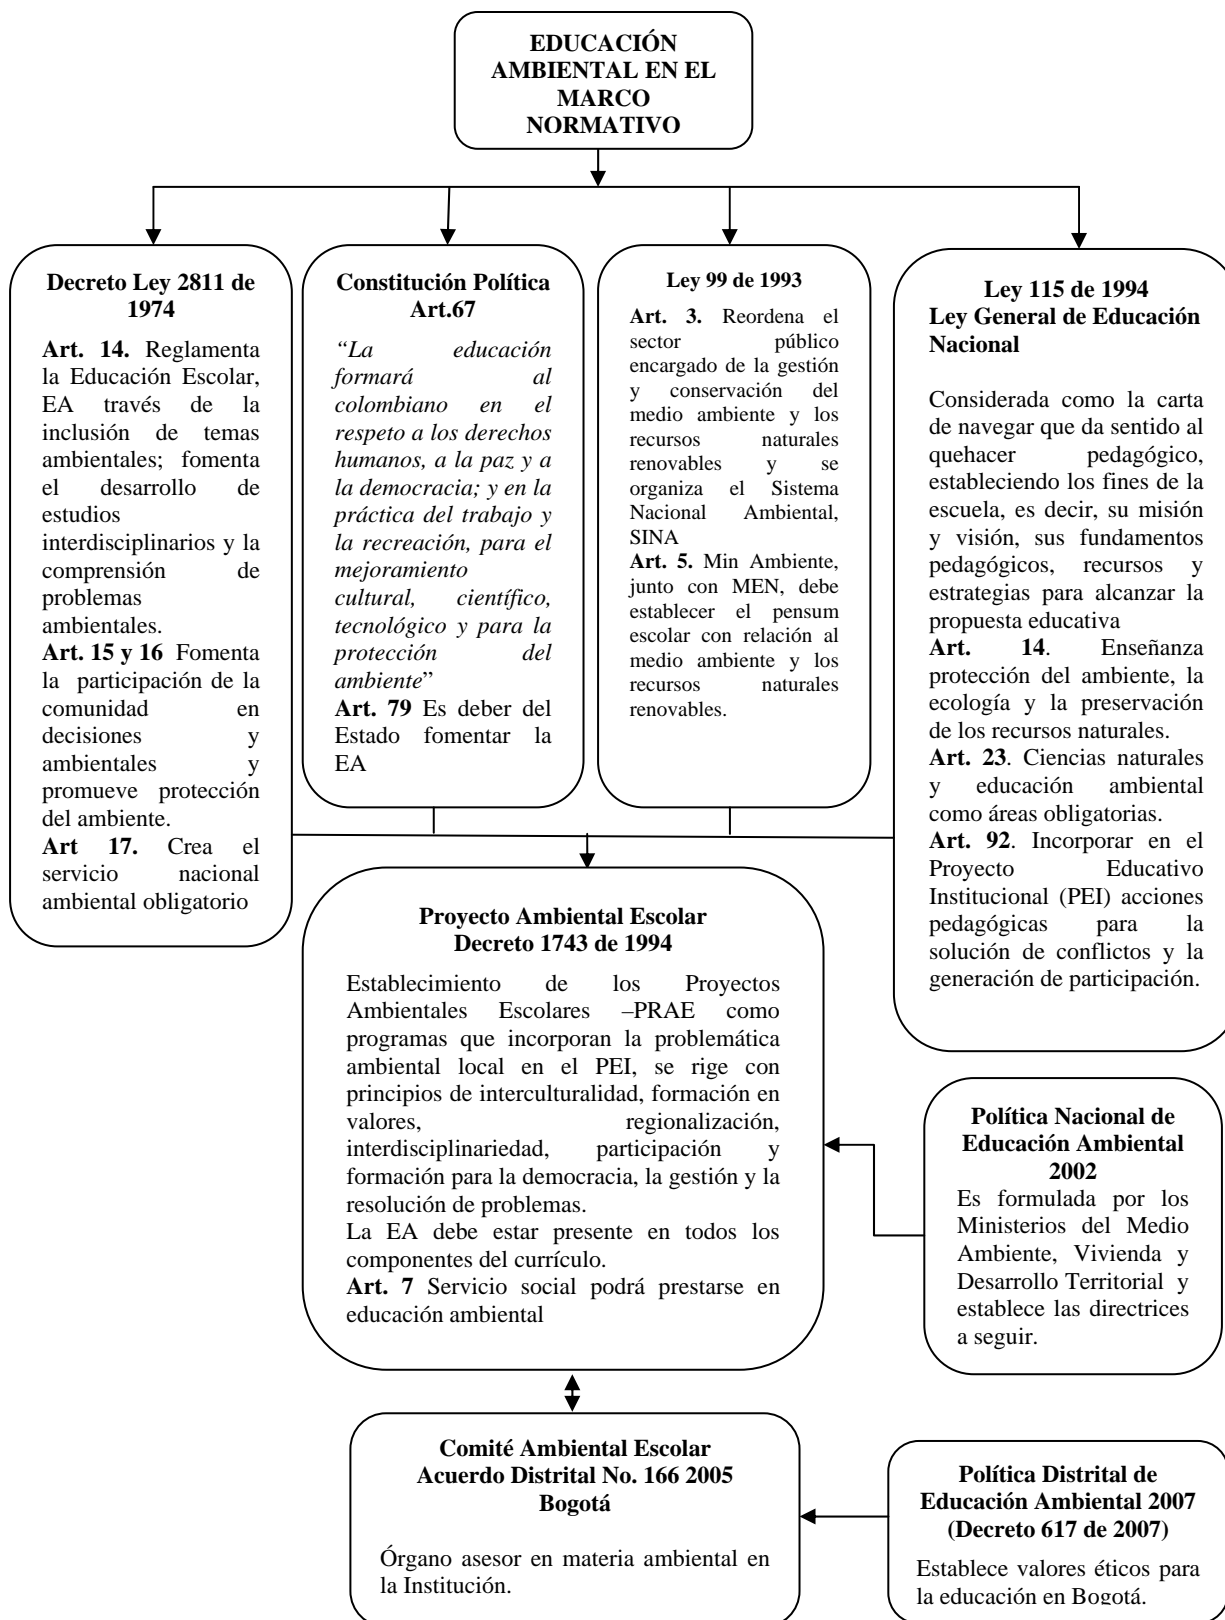 EDUCACIÓN
AMBIENTAL EN EL
MARCO
NORMATIVO
Decreto Ley 2811 de
1974
Art. 14. Reglamenta
la Educación Escolar,
EA través de la
inclusión de temas
ambientales; fomenta
el desarrollo de
estudios
interdisciplinarios y la
comprensión de
problemas
ambientales.
Art. 15 y 16 Fomenta
la participación de la
comunidad en
decisiones y
ambientales y
promueve protección
del ambiente.
Art 17. Crea el
servicio nacional
ambiental obligatorio
Constitución Política
Art.67
“La educación
formará al
colombiano en el
respeto a los derechos
humanos, a la paz y a
la democracia; y en la
práctica del trabajo y
la recreación, para el
mejoramiento
cultural, científico,
tecnológico y para la
protección del
ambiente”
Art. 79 Es deber del
Estado fomentar la
EA
Ley 99 de 1993
Art. 3. Reordena el
sector público
encargado de la gestión
y conservación del
medio ambiente y los
recursos naturales
renovables y se
organiza el Sistema
Nacional Ambiental,
SINA
Art. 5. Min Ambiente,
junto con MEN, debe
establecer el pensum
escolar con relación al
medio ambiente y los
recursos naturales
renovables.
Ley 115 de 1994
Ley General de Educación
Nacional
Considerada como la carta
de navegar que da sentido al
quehacer pedagógico,
estableciendo los fines de la
escuela, es decir, su misión
y visión, sus fundamentos
pedagógicos, recursos y
estrategias para alcanzar la
propuesta educativa
Art. 14. Enseñanza
protección del ambiente, la
ecología y la preservación
de los recursos naturales.
Art. 23. Ciencias naturales
y educación ambiental
como áreas obligatorias.
Art. 92. Incorporar en el
Proyecto Educativo
Institucional (PEI) acciones
pedagógicas para la
solución de conflictos y la
generación de participación.
Proyecto Ambiental Escolar
Decreto 1743 de 1994
Establecimiento de los Proyectos
Ambientales Escolares –PRAE como
programas que incorporan la problemática
ambiental local en el PEI, se rige con
principios de interculturalidad, formación en
valores, regionalización,
interdisciplinariedad, participación y
formación para la democracia, la gestión y la
resolución de problemas.
La EA debe estar presente en todos los
componentes del currículo.
Art. 7 Servicio social podrá prestarse en
educación ambiental
Política Nacional de
Educación Ambiental
2002
Es formulada por los
Ministerios del Medio
Ambiente, Vivienda y
Desarrollo Territorial y
establece las directrices
a seguir.
Comité Ambiental Escolar
Acuerdo Distrital No. 166 2005
Bogotá
Órgano asesor en materia ambiental en
la Institución.
Política Distrital de
Educación Ambiental 2007
(Decreto 617 de 2007)
Establece valores éticos para
la educación en Bogotá.